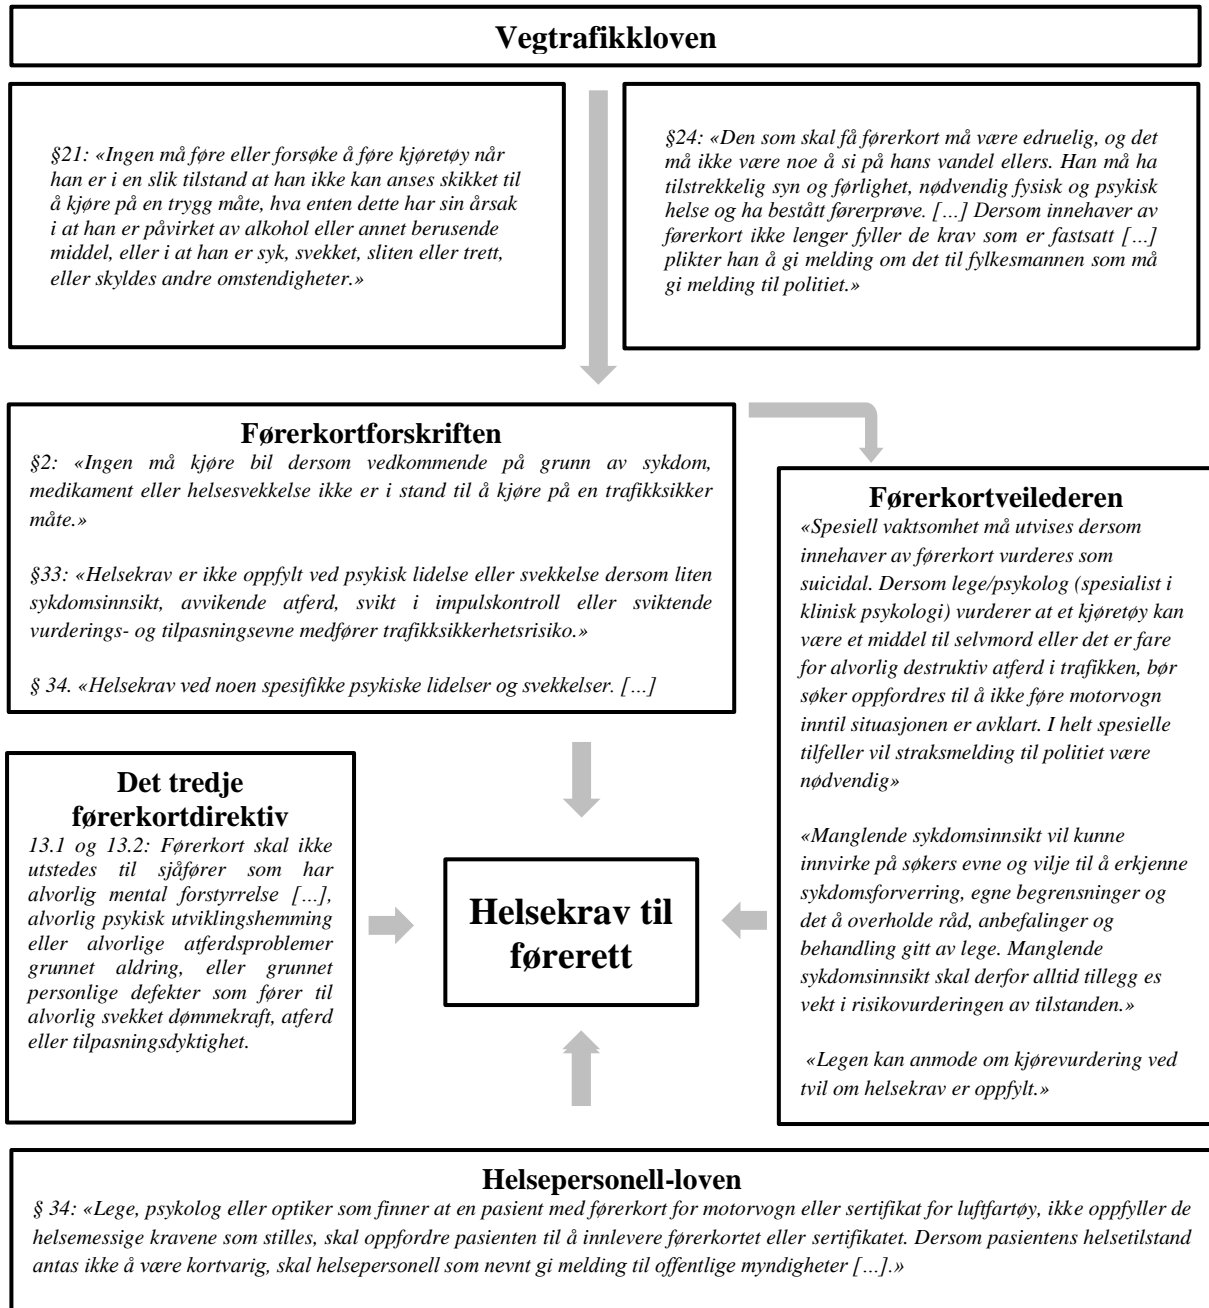 Vegtrafikkloven
§21: «Ingen må føre eller forsøke å føre kjøretøy når
han er i en slik tilstand at han ikke kan anses skikket til
å kjøre på en trygg måte, hva enten dette har sin årsak
i at han er påvirket av alkohol eller annet berusende
middel, eller i at han er syk, svekket, sliten eller trett,
eller skyldes andre omstendigheter.»
§24: «Den som skal få førerkort må være edruelig, og det
må ikke være noe å si på hans vandel ellers. Han må ha
tilstrekkelig syn og førlighet, nødvendig fysisk og psykisk
helse og ha bestått førerprøve. […] Dersom innehaver av
førerkort ikke lenger fyller de krav som er fastsatt […]
plikter han å gi melding om det til fylkesmannen som må
gi melding til politiet.»
Førerkortforskriften
§2: «Ingen må kjøre bil dersom vedkommende på grunn av sykdom,
medikament eller helsesvekkelse ikke er i stand til å kjøre på en trafikksikker
måte.»
§33: «Helsekrav er ikke oppfylt ved psykisk lidelse eller svekkelse dersom liten
sykdomsinnsikt, avvikende atferd, svikt i impulskontroll eller sviktende
vurderings- og tilpasningsevne medfører trafikksikkerhetsrisiko.»
§ 34. «Helsekrav ved noen spesifikke psykiske lidelser og svekkelser. […]
Førerkortveilederen
«Spesiell vaktsomhet må utvises dersom
innehaver av førerkort vurderes som
suicidal. Dersom lege/psykolog (spesialist i
klinisk psykologi) vurderer at et kjøretøy kan
være et middel til selvmord eller det er fare
for alvorlig destruktiv atferd i trafikken, bør
søker oppfordres til å ikke føre motorvogn
inntil situasjonen er avklart. I helt spesielle
tilfeller vil straksmelding til politiet være
nødvendig»
«Manglende sykdomsinnsikt vil kunne
innvirke på søkers evne og vilje til å erkjenne
sykdomsforverring, egne begrensninger og
det å overholde råd, anbefalinger og
behandling gitt av lege. Manglende
sykdomsinnsikt skal derfor alltid tillegg es
vekt i risikovurderingen av tilstanden.»
«Legen kan anmode om kjørevurdering ved
tvil om helsekrav er oppfylt.»
Det tredje
førerkortdirektiv
13.1 og 13.2: Førerkort skal ikke
utstedes til sjåfører som har
alvorlig mental forstyrrelse […],
alvorlig psykisk utviklingshemming
eller alvorlige atferdsproblemer
grunnet aldring, eller grunnet
personlige defekter som fører til
alvorlig svekket dømmekraft, atferd
eller tilpasningsdyktighet.
Helsekrav til
førerett
Helsepersonell-loven
§ 34: «Lege, psykolog eller optiker som finner at en pasient med førerkort for motorvogn eller sertifikat for luftfartøy, ikke oppfyller de
helsemessige kravene som stilles, skal oppfordre pasienten til å innlevere førerkortet eller sertifikatet. Dersom pasientens helsetilstand
antas ikke å være kortvarig, skal helsepersonell som nevnt gi melding til offentlige myndigheter […].»